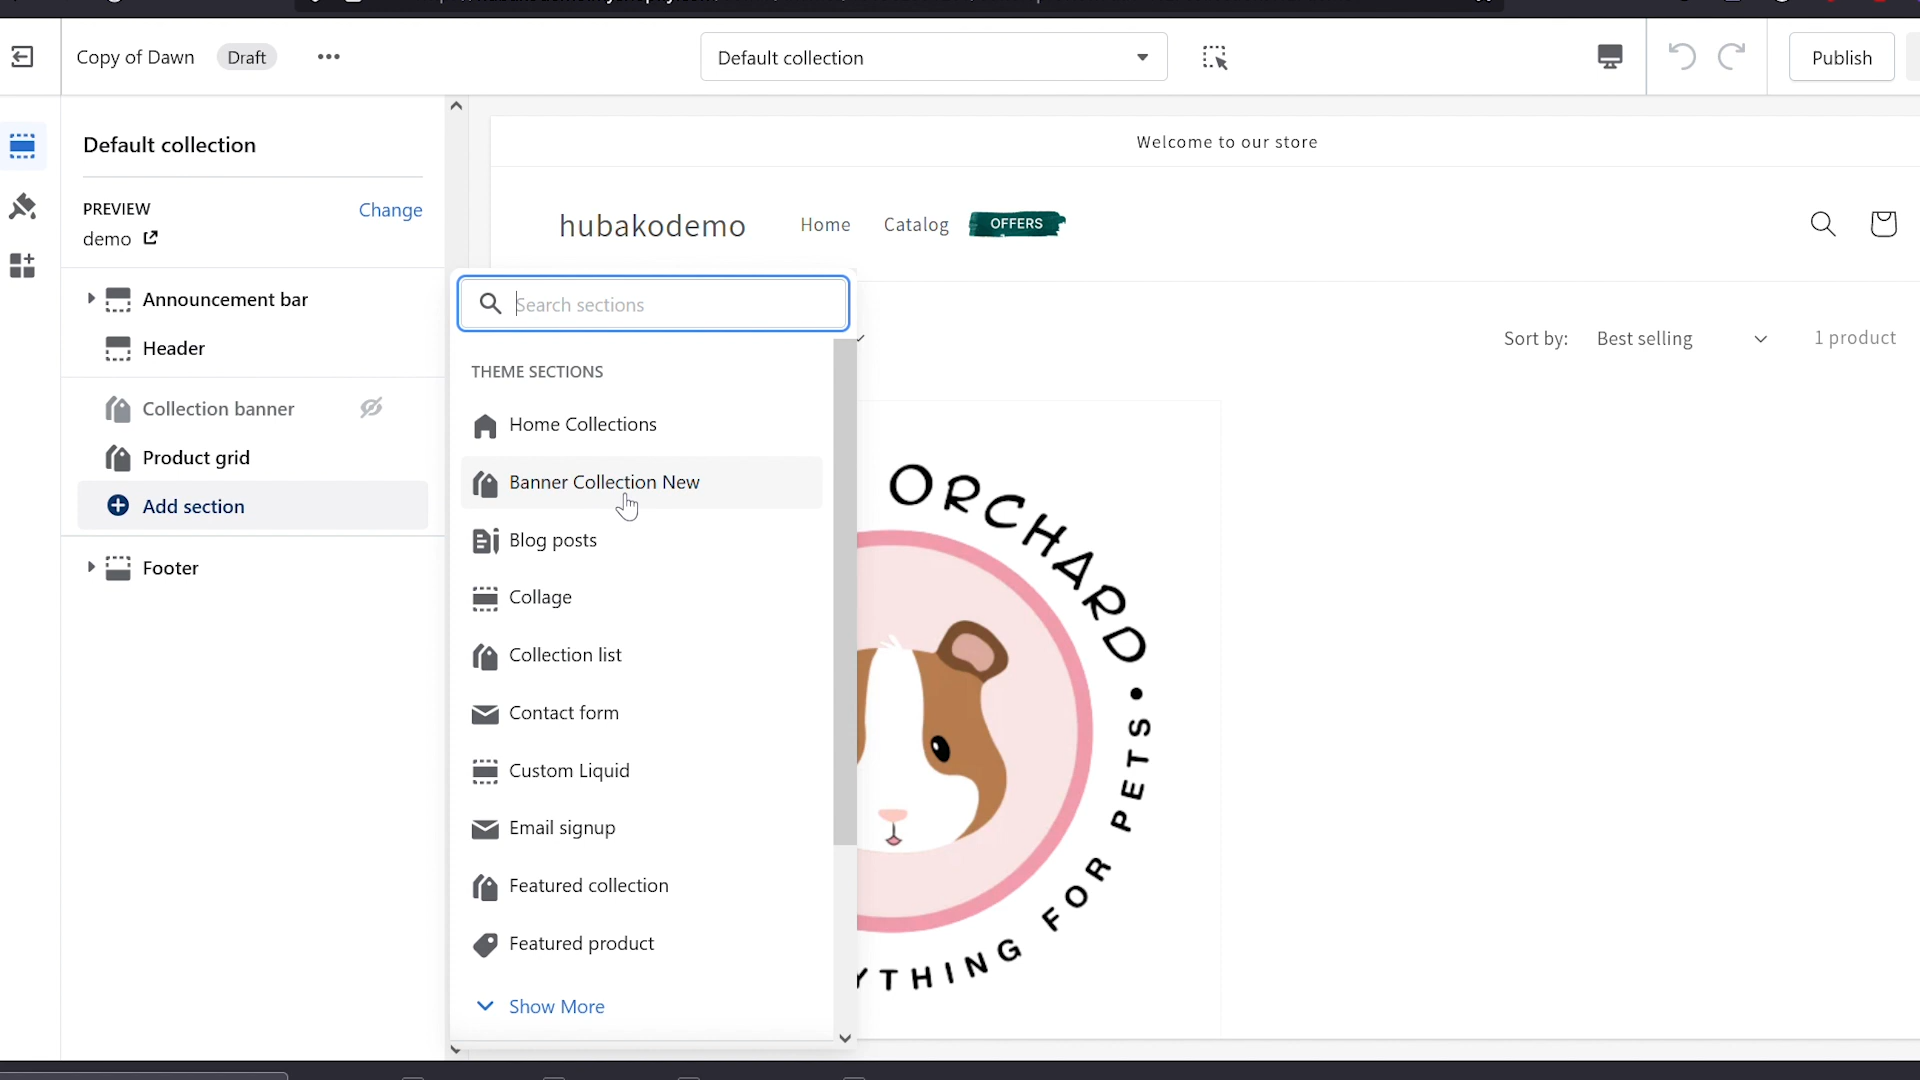 Copy of Dawn Draft
Default collection
Publish
Default collection
PREVIEW
Change
demo
Announcement bar
Header
Collection banner
Product grid
Add section
Footer
Search sections
THEME SECTIONS
Home Collections
Banner Collection New
Blog posts
Collage
Collection list
Contact form
Custom Liquid
Email signup
Featured collection
Featured product
Show More
Welcome to our store
hubakodemo Home Catalog OFFERS
Sort by: Best selling 1 product
ORCHARD •
YTHING FOR PETS